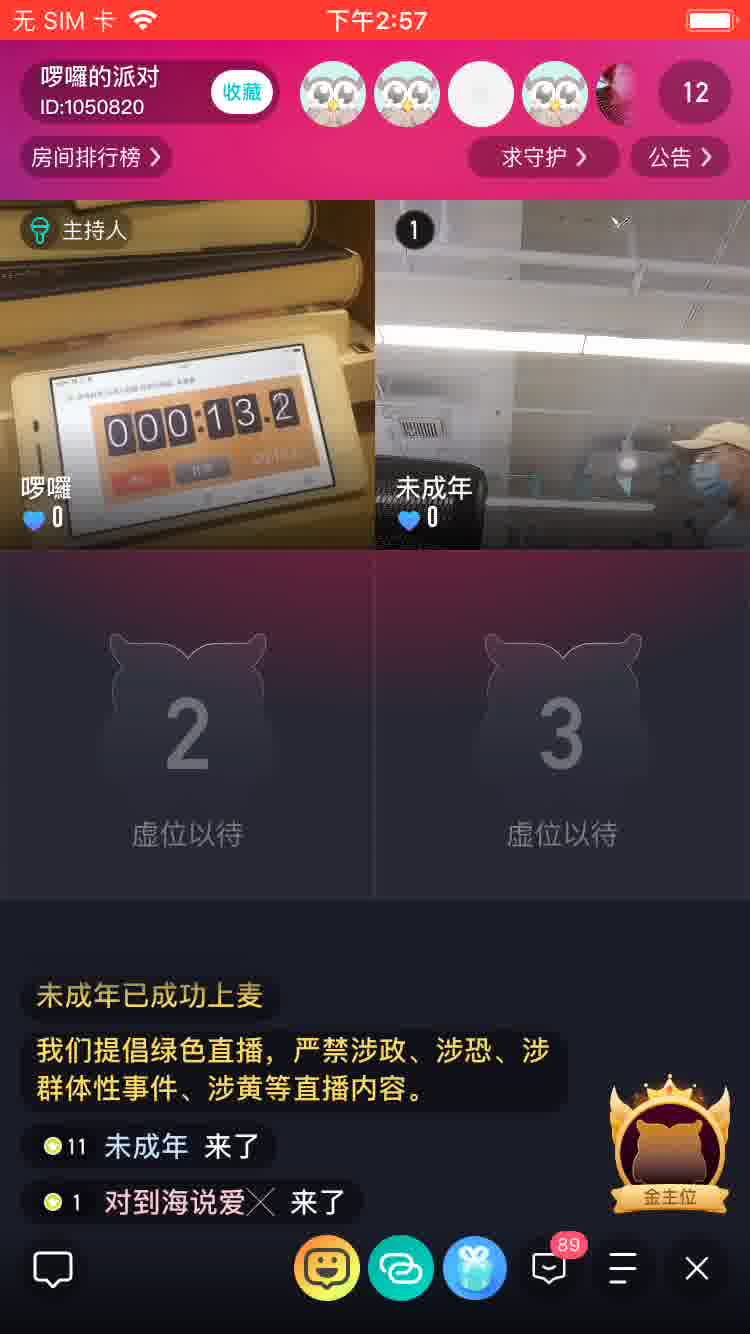 无 SIM 卡
下午2:57
啰囉的派对
ID:1050820
收藏
12
房间排行榜
求守护
公告
主持人
1
000:13.2
啰囉
0
未成年
0
2
3
虚位以待
虚位以待
未成年已成功上麦
我们提倡绿色直播，严禁涉政、涉恐、涉
群体性事件、涉黄等直播内容。
11 未成年 来了
1 对到海说爱╳ 来了
金主位
89